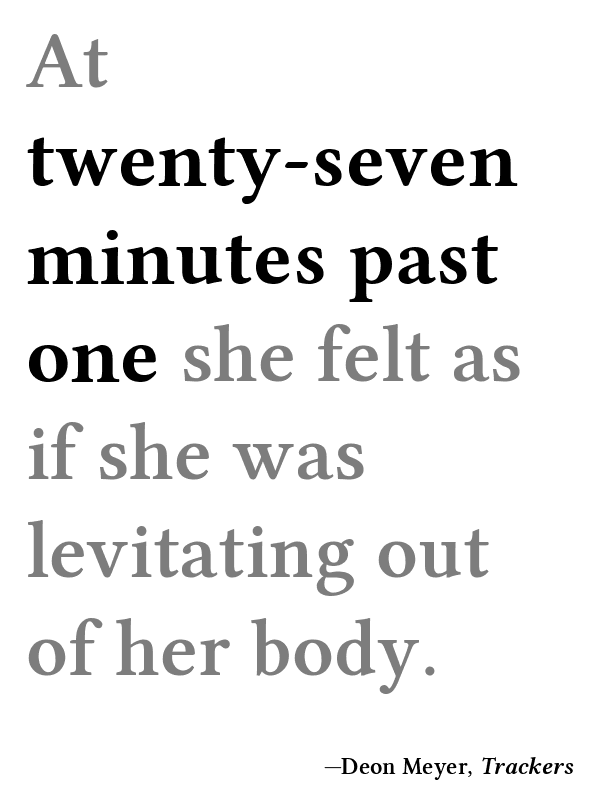 At
twenty-seven
minutes past
one she felt as
if she was
levitating out
of her body.
—Deon Meyer, Trackers